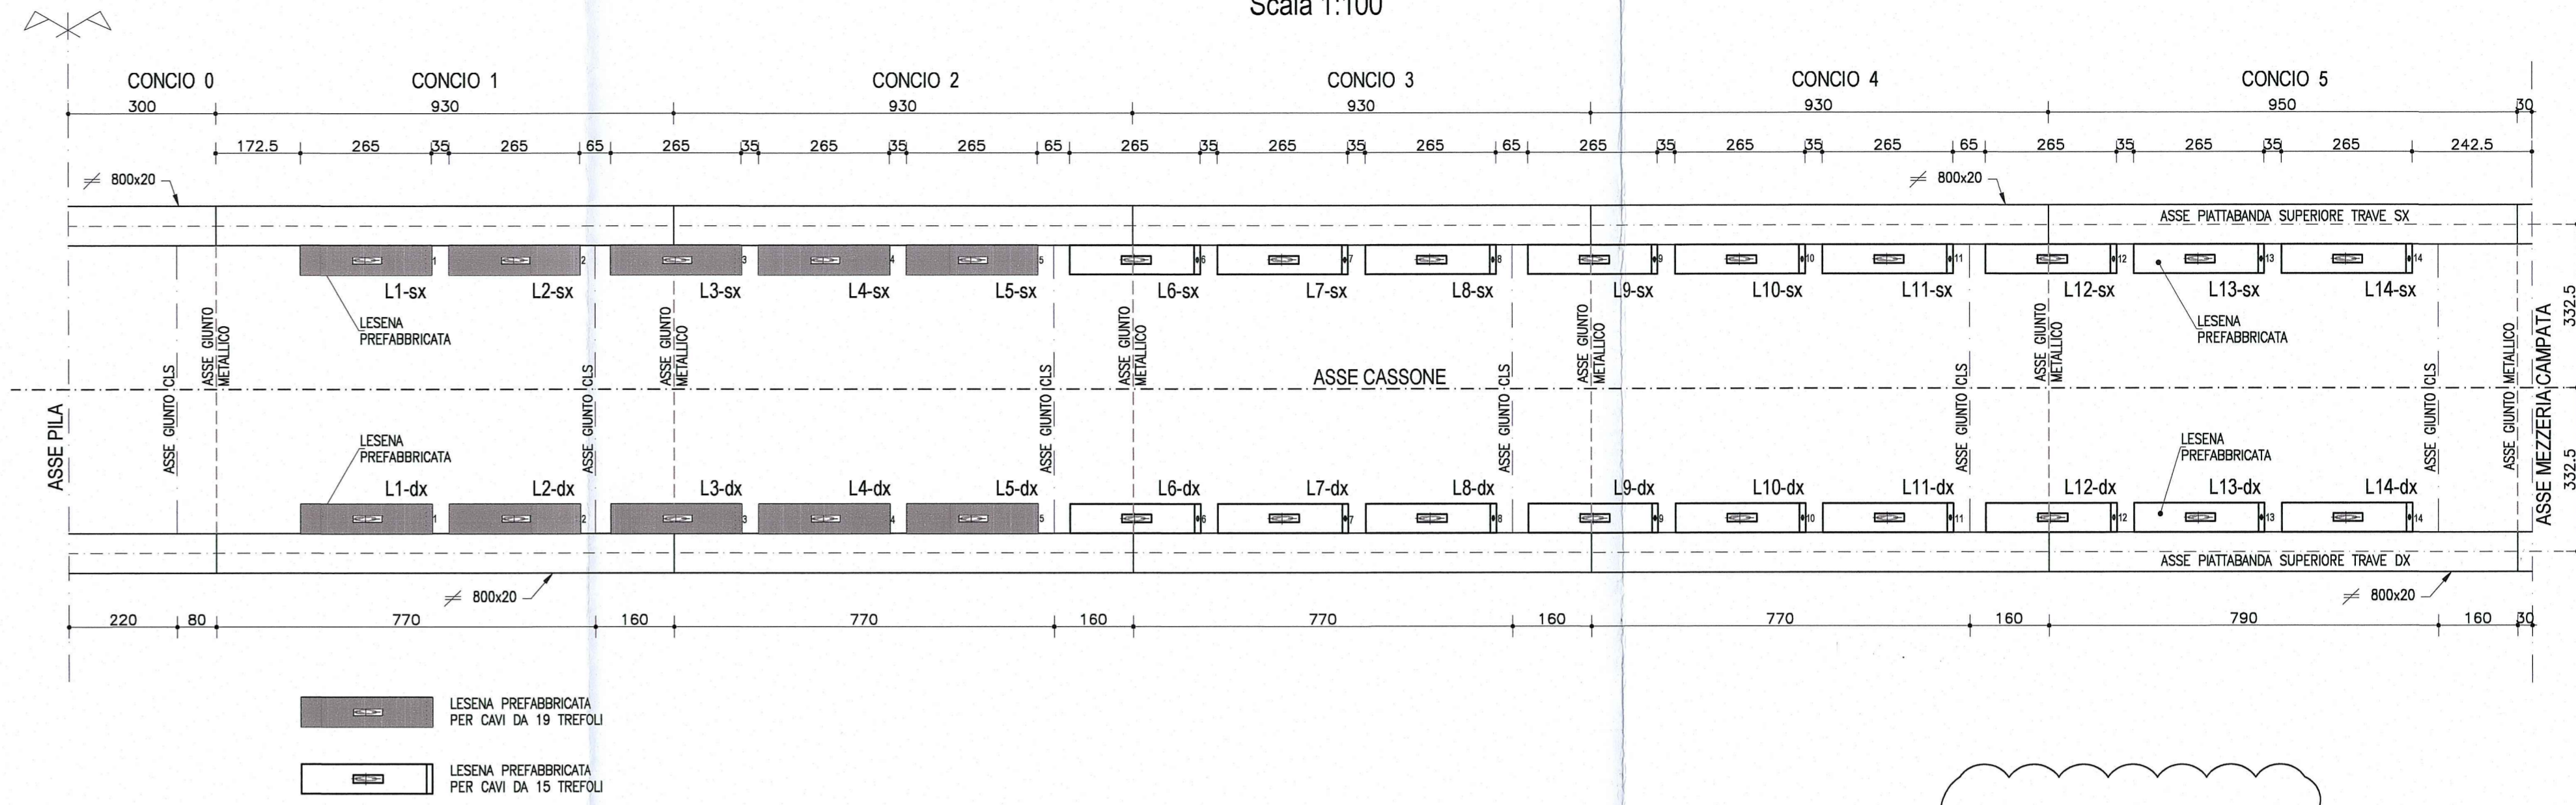 Scala 1:100
CONCIO 0 CONCIO 1 CONCIO 2 CONCIO 3 CONCIO 4 CONCIO 5
300 930 930 930 930 950 30
172.5 265 35 265 65 265 35 265 35 265 65 265 35 265 35 265 65 265 35 265 35 265 65 265 35 265 35 265 242.5
≠ 800x20 ≠ 800x20
ASSE PIATTABANDA SUPERIORE TRAVE SX
1 2 3 4 5 6 7 8 9 10 11 12 13 14
L1-sx L2-sx L3-sx L4-sx L5-sx L6-sx L7-sx L8-sx L9-sx L10-sx L11-sx L12-sx L13-sx L14-sx
LESENA
PREFABBRICATA
LESENA
PREFABBRICATA
ASSE GIUNTO
METALLICO
ASSE GIUNTO
METALLICO
ASSE GIUNTO
METALLICO
ASSE GIUNTO
METALLICO
ASSE GIUNTO
METALLICO
ASSE GIUNTO METALLICO
332.5
332.5
ASSE CASSONE
ASSE PILA
ASSE GIUNTO CLS
ASSE GIUNTO CLS
ASSE GIUNTO CLS
ASSE GIUNTO CLS
ASSE GIUNTO CLS
ASSE GIUNTO CLS
ASSE MEZZERIA CAMPATA
LESENA
PREFABBRICATA
LESENA
PREFABBRICATA
L1-dx L2-dx L3-dx L4-dx L5-dx L6-dx L7-dx L8-dx L9-dx L10-dx L11-dx L12-dx L13-dx L14-dx
1 2 3 4 5 6 7 8 9 10 11 12 13 14
ASSE PIATTABANDA SUPERIORE TRAVE DX
≠ 800x20 ≠ 800x20
220 80 770 160 770 160 770 160 770 160 790 160 30
LESENA PREFABBRICATA
PER CAVI DA 19 TREFOLI
LESENA PREFABBRICATA
PER CAVI DA 15 TREFOLI